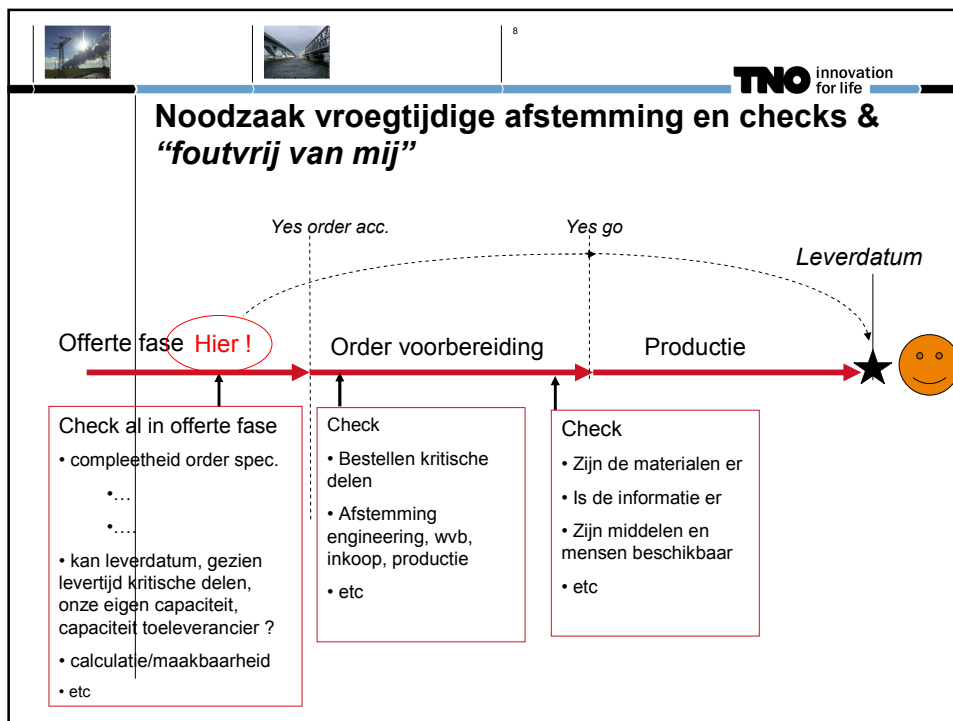 8
TNO innovation
for life
Noodzaak vroegtijdige afstemming en checks &
“foutvrij van mij”
Yes order acc.
Yes go
Leverdatum
Offerte fase
Hier !
Order voorbereiding
Productie
Check al in offerte fase
• compleetheid order spec.
•…
•….
• kan leverdatum, gezien
levertijd kritische delen,
onze eigen capaciteit,
capaciteit toeleverancier ?
• calculatie/maakbaarheid
• etc
Check
• Bestellen kritische
delen
• Afstemming
engineering, wvb,
inkoop, productie
• etc
Check
• Zijn de materialen er
• Is de informatie er
• Zijn middelen en
mensen beschikbaar
• etc